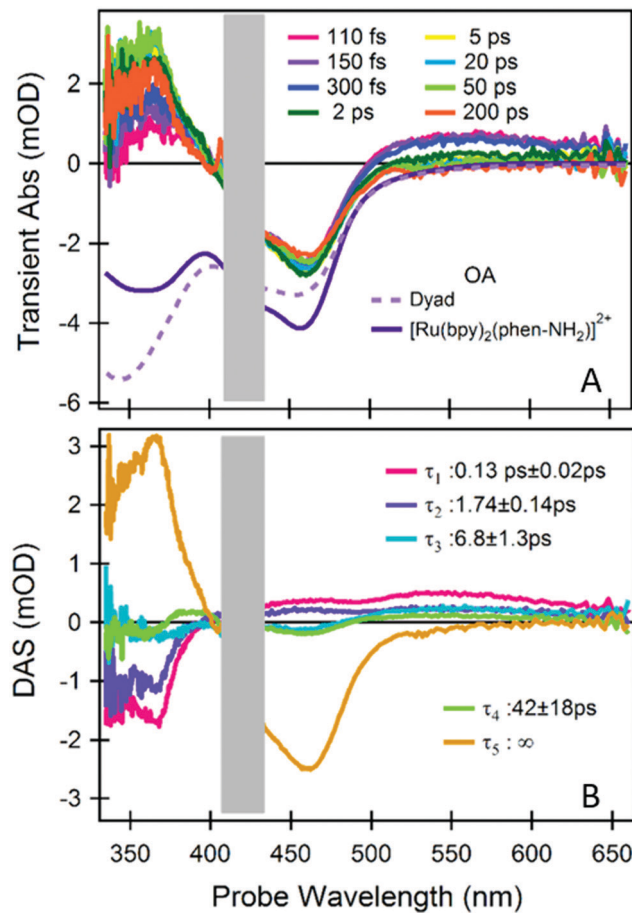 110 fs 5 ps
150 fs 20 ps
300 fs 50 ps
2 ps 200 ps
2
0
-2
-4
-6
Transient Abs (mOD)
OA
Dyad
[Ru(bpy)₂(phen-NH₂)]²⁺
A
3
2
1
0
-1
-2
-3
DAS (mOD)
τ₁ :0.13 ps±0.02ps
τ₂ :1.74±0.14ps
τ₃ :6.8±1.3ps
τ₄ :42±18ps
τ₅ : ∞
B
350 400 450 500 550 600 650
Probe Wavelength (nm)